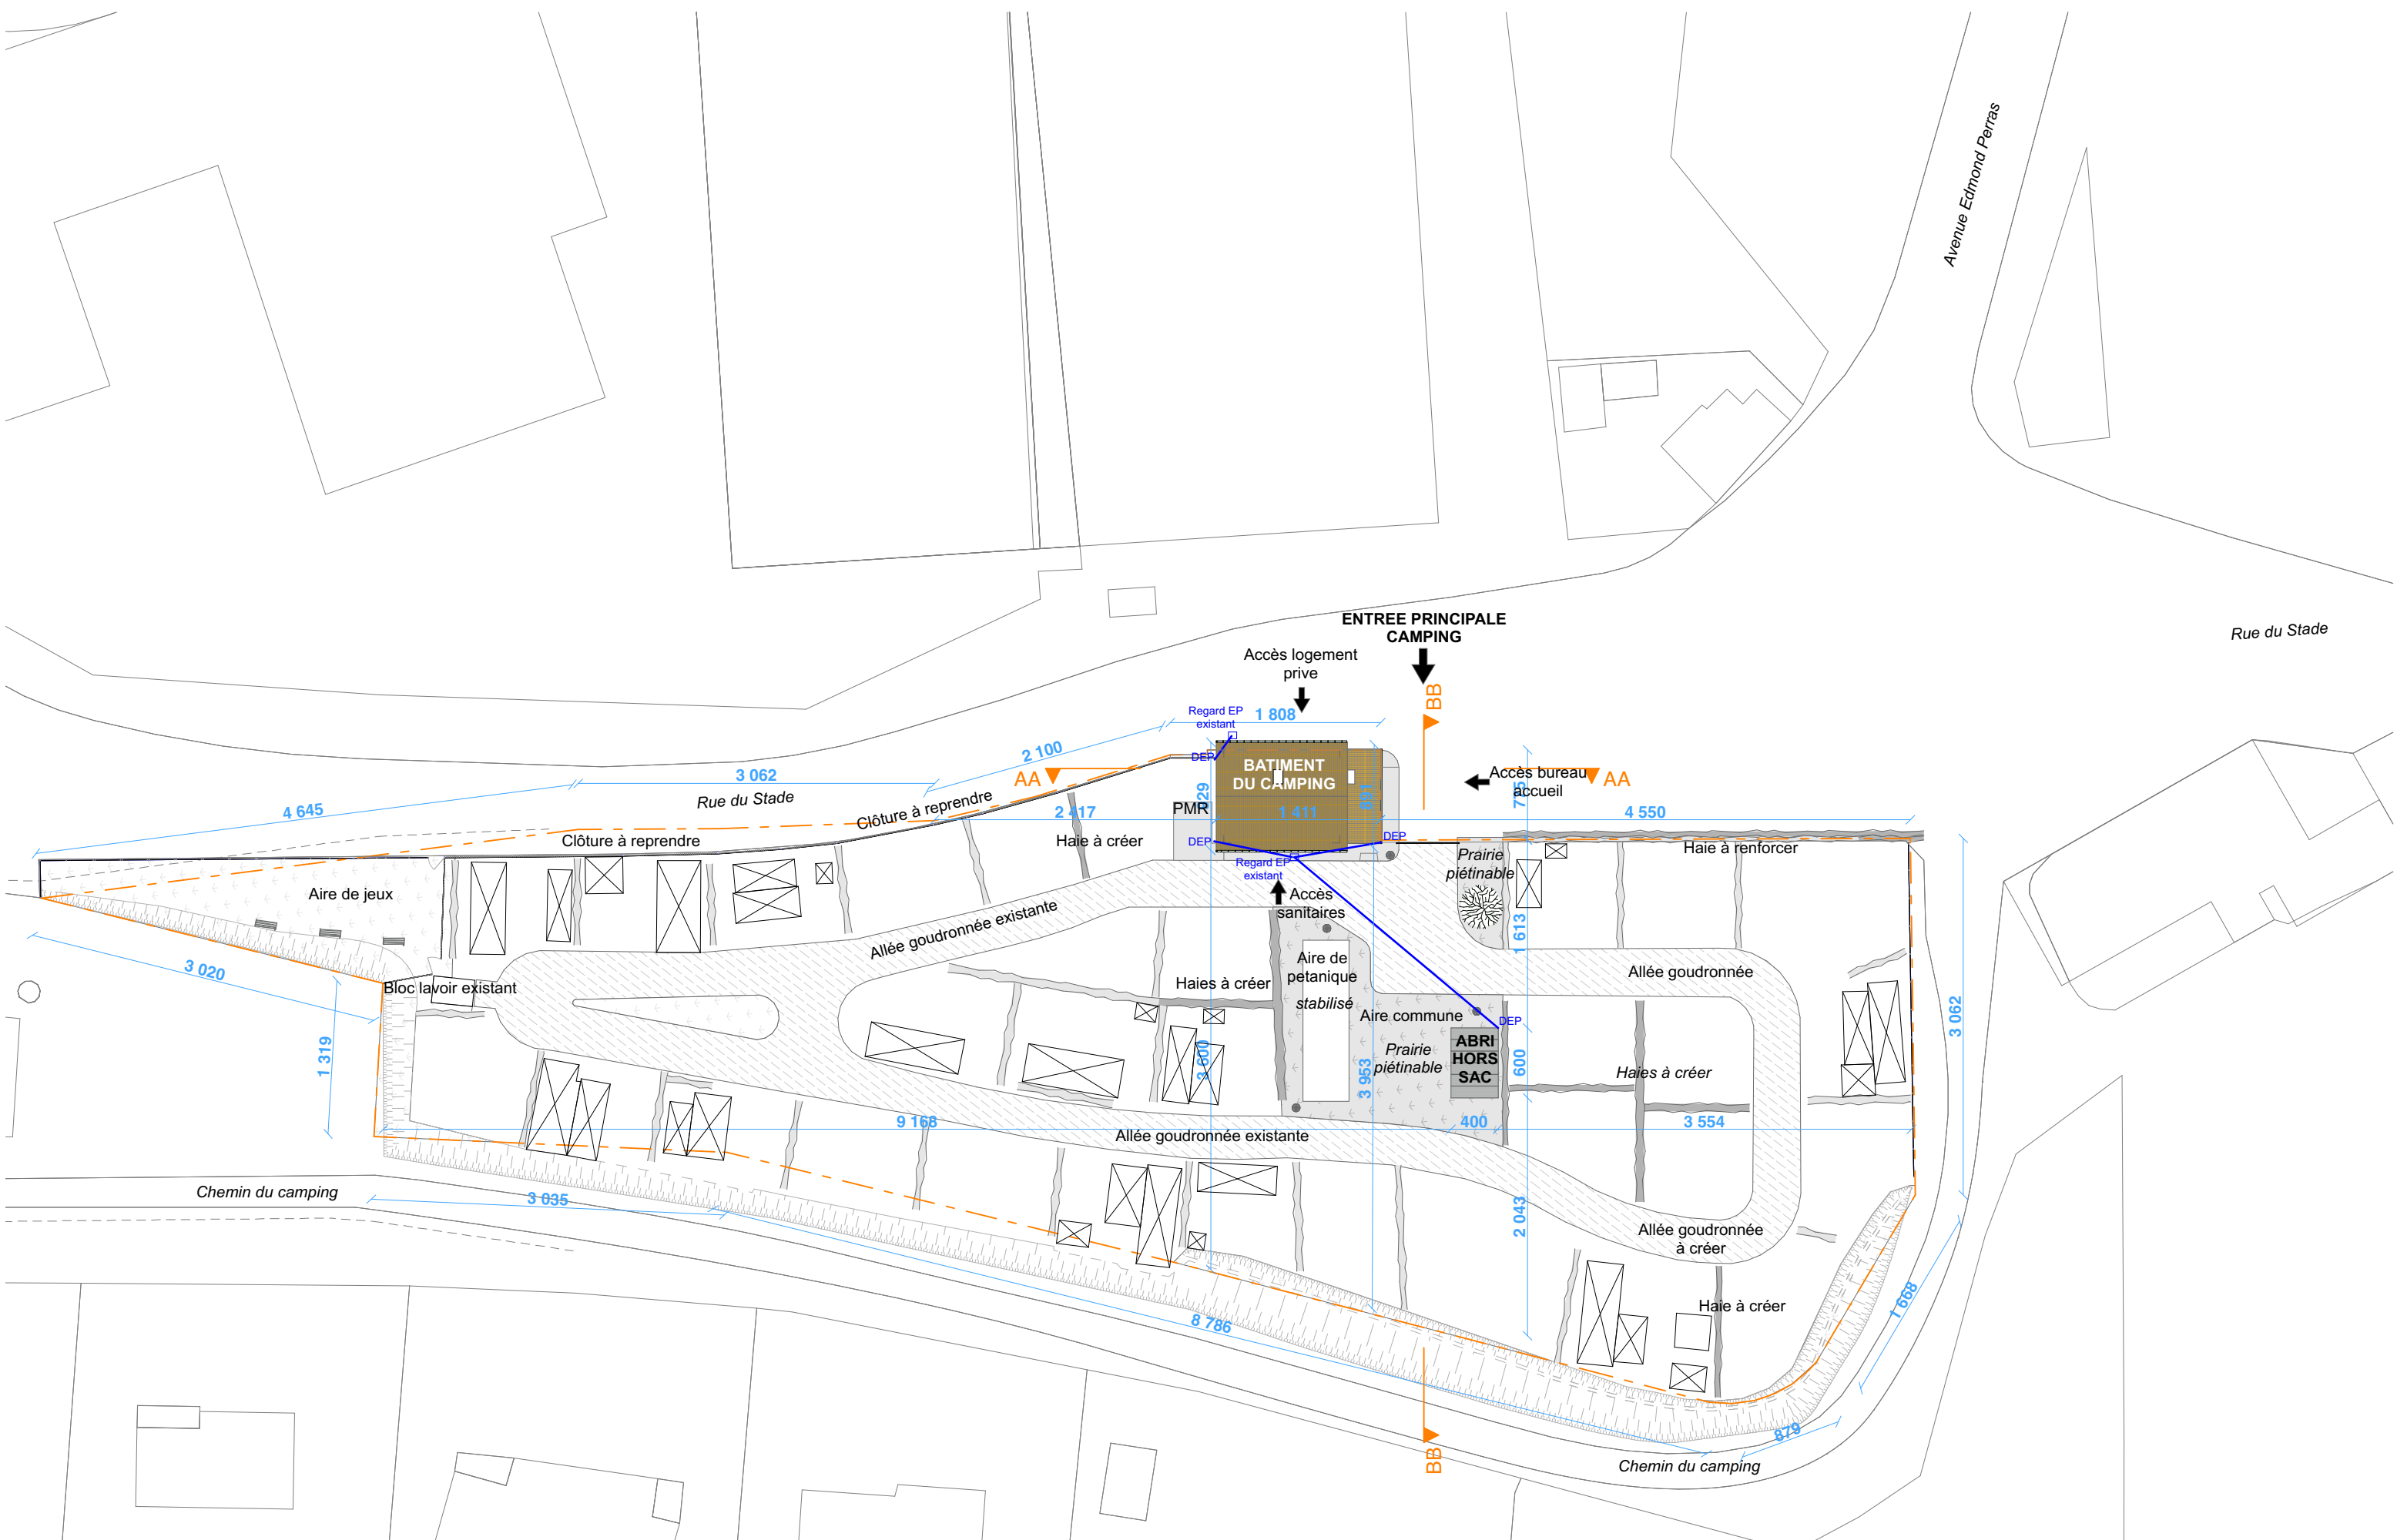 Avenue Edmond Perras
Rue du Stade
ENTREE PRINCIPALE
CAMPING
Accès logement
prive
BB
Regard EP
existant
1 808
2 100
DEP
AA
3 062
Rue du Stade
4 645
Clôture à reprendre
Clôture à reprendre
BATIMENT
DU CAMPING
Accès bureau
accueil
AA
PMR
2 417
1 411
891
4 550
Haie à créer
DEP
DEP
Regard EP
existant
Prairie
piétinable
Haie à renforcer
Aire de jeux
Accès
sanitaires
Allée goudronnée existante
1 613
3 020
Bloc lavoir existant
Haies à créer
Aire de
petanique
stabilisé
Allée goudronnée
Aire commune
DEP
3 062
1 319
3 600
3 953
Prairie
piétinable
ABRI
HORS
SAC
600
Haies à créer
9 168
Allée goudronnée existante
400
3 554
Chemin du camping
3 035
2 043
Allée goudronnée
à créer
8 786
Haie à créer
1 668
879
BB
Chemin du camping